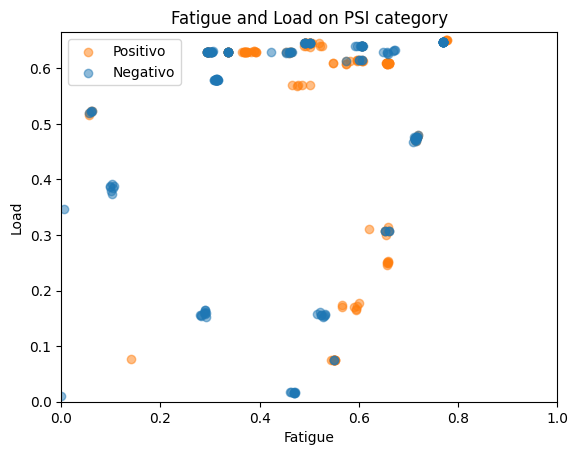 Fatigue and Load on PSI category
Positivo
Negativo
Load
0.6
0.5
0.4
0.3
0.2
0.1
0.0
0.0 0.2 0.4 0.6 0.8 1.0
Fatigue